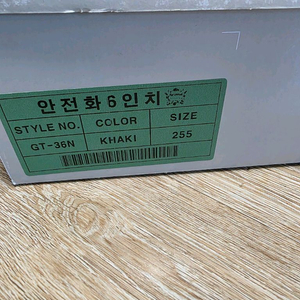 안전화6인치
STYLE NO. COLOR SIZE
GT-36N KHAKI 255